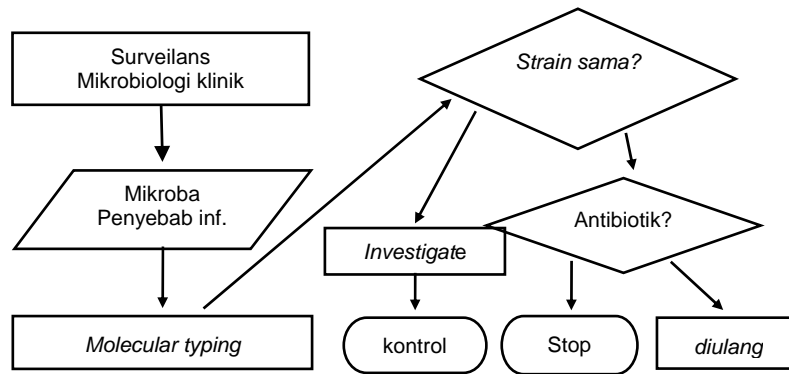 Surveilans
Mikrobiologi klinik
Mikroba
Penyebab inf.
Molecular typing
Strain sama?
Investigate
kontrol
Antibiotik?
Stop
diulang